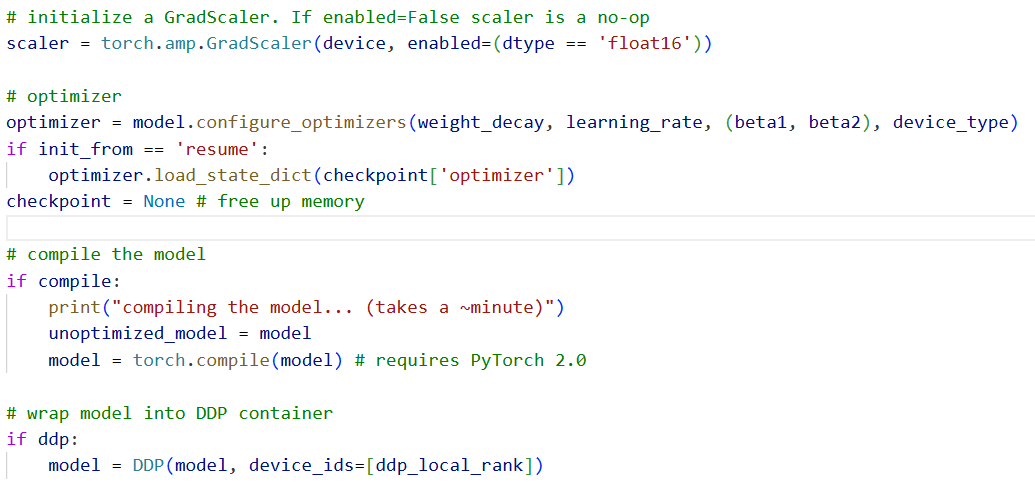 # initialize a GradScaler. If enabled=False scaler is a no-op
scaler = torch.amp.GradScaler(device, enabled=(dtype == 'float16'))
# optimizer
optimizer = model.configure_optimizers(weight_decay, learning_rate, (beta1, beta2), device_type)
if init_from == 'resume':
    optimizer.load_state_dict(checkpoint['optimizer'])
checkpoint = None # free up memory
# compile the model
if compile:
    print("compiling the model... (takes a ~minute)")
    unoptimized_model = model
    model = torch.compile(model) # requires PyTorch 2.0
# wrap model into DDP container
if ddp:
    model = DDP(model, device_ids=[ddp_local_rank])